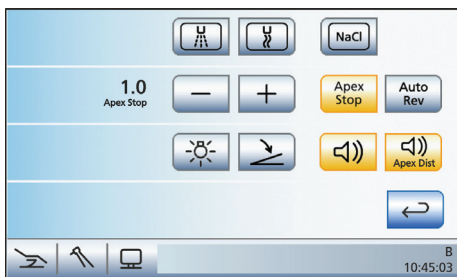 NaCl
1.0
Apex Stop
Apex
Stop
Auto
Rev
Apex Dist
B
10:45:03